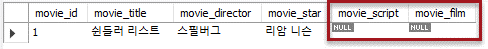 movie_id movie_title movie_director movie_star movie_script movie_film
1 쉰들러 리스트 스필버그 리암 니슨 NULL NULL